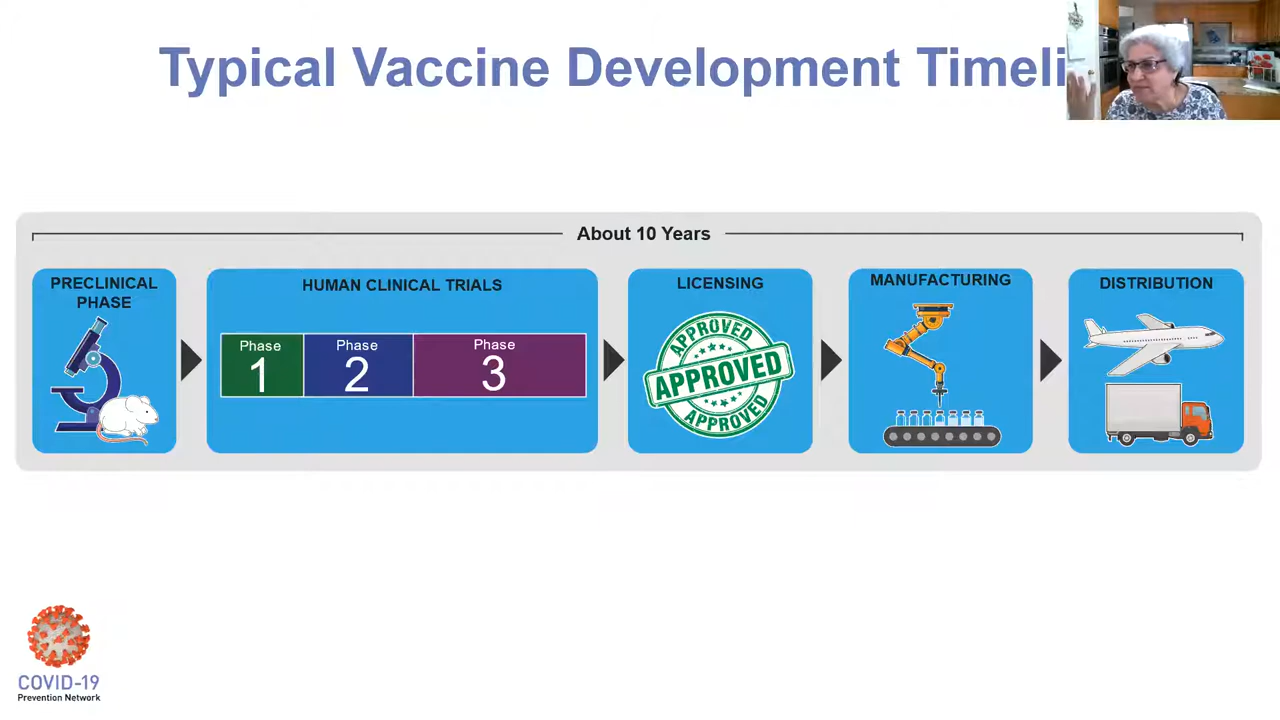 Typical Vaccine Development Timeli
About 10 Years
PRECLINICAL
PHASE
HUMAN CLINICAL TRIALS
Phase
1
Phase
2
Phase
3
LICENSING
APPROVED
APPROVED
APPROVED
MANUFACTURING
DISTRIBUTION
COVID-19
Prevention Network